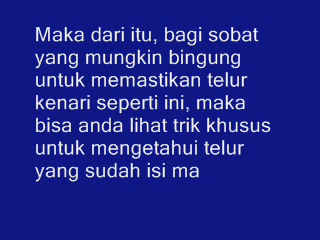 Maka dari itu, bagi sobat
yang mungkin bingung
untuk memastikan telur
kenari seperti ini, maka
bisa anda lihat trik khusus
untuk mengetahui telur
yang sudah isi ma